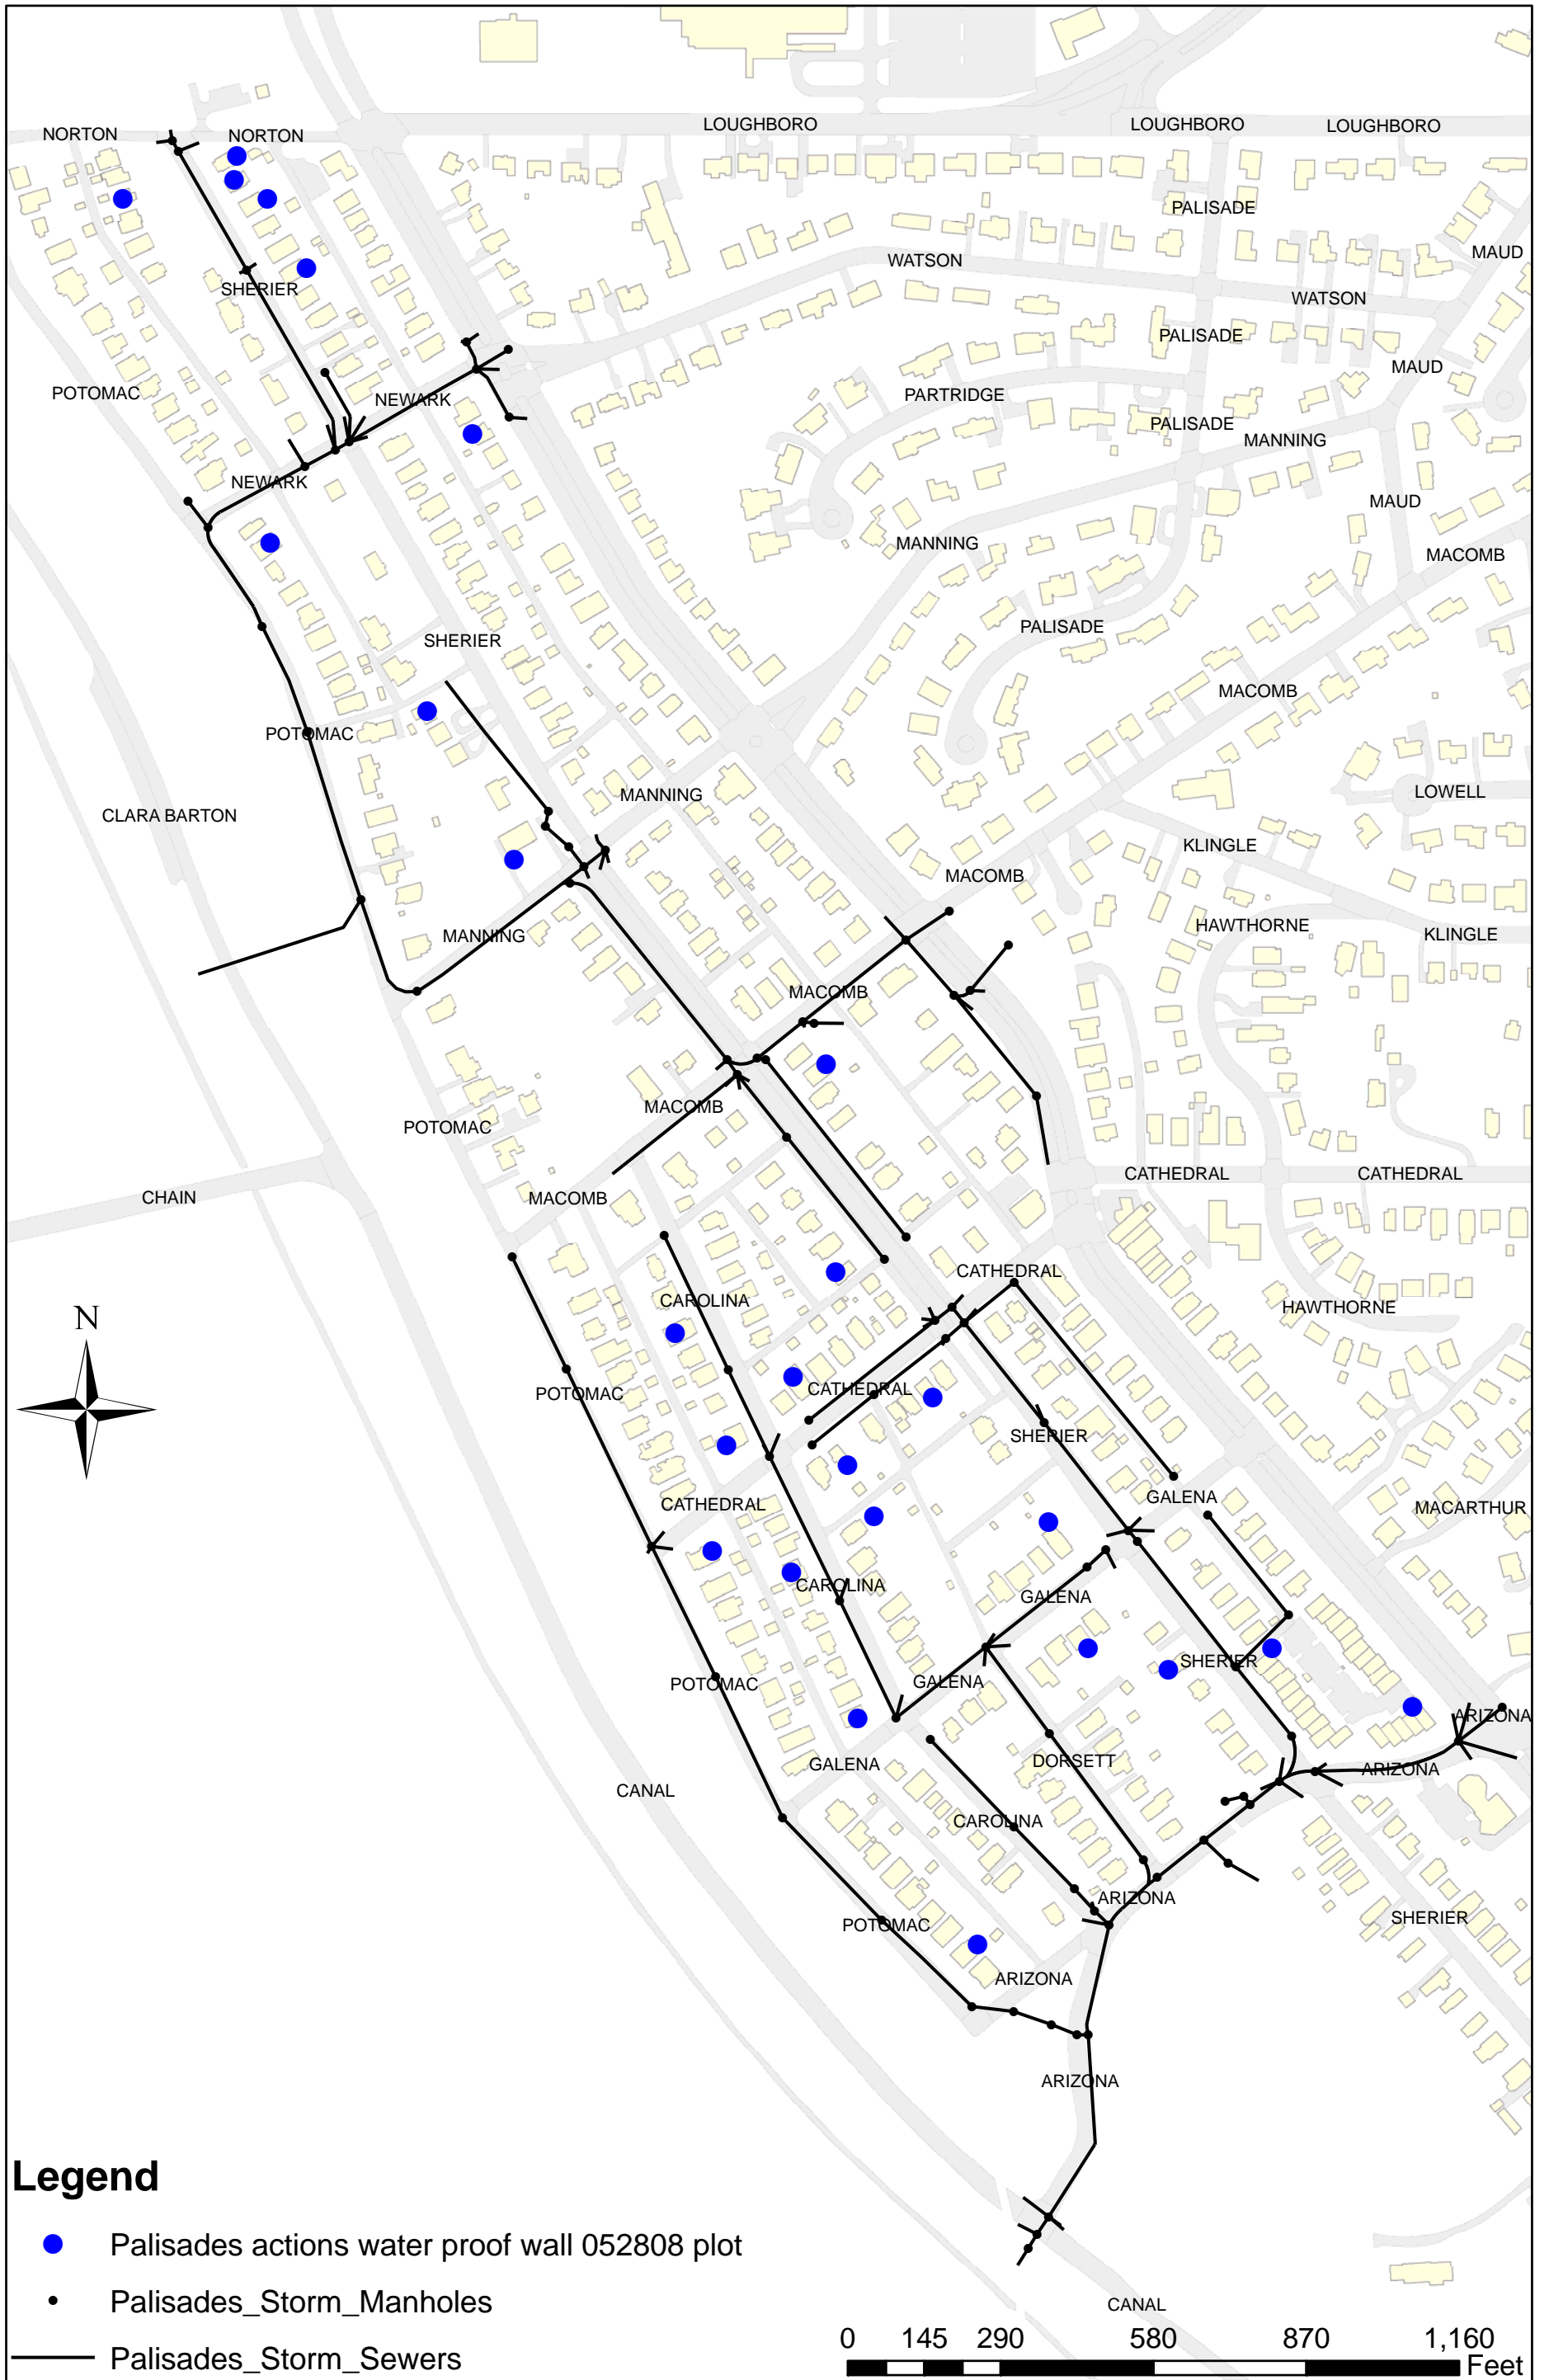 LOUGHBORO
LOUGHBORO
LOUGHBORO
NORTON
NORTON
PALISADE
MAUD
WATSON
SHERIER
WATSON
PALISADE
MAUD
POTOMAC
PARTRIDGE
NEWARK
PALISADE
MANNING
NEWARK
MAUD
MANNING
MACOMB
PALISADE
SHERIER
MACOMB
POTOMAC
LOWELL
MANNING
CLARA BARTON
KLINGLE
MACOMB
HAWTHORNE
KLINGLE
MANNING
MACOMB
MACOMB
POTOMAC
CATHEDRAL
CATHEDRAL
CHAIN
MACOMB
CATHEDRAL
CAROLINA
HAWTHORNE
N
CATHEDRAL
POTOMAC
SHERIER
GALENA
CATHEDRAL
MACARTHUR
CAROLINA
GALENA
SHERIER
GALENA
POTOMAC
ARIZONA
DORSETT
GALENA
ARIZONA
CANAL
CAROLINA
ARIZONA
SHERIER
POTOMAC
ARIZONA
ARIZONA
Legend
Palisades actions water proof wall 052808 plot
Palisades_Storm_Manholes
Palisades_Storm_Sewers
CANAL
0 145 290 580 870 1,160
Feet